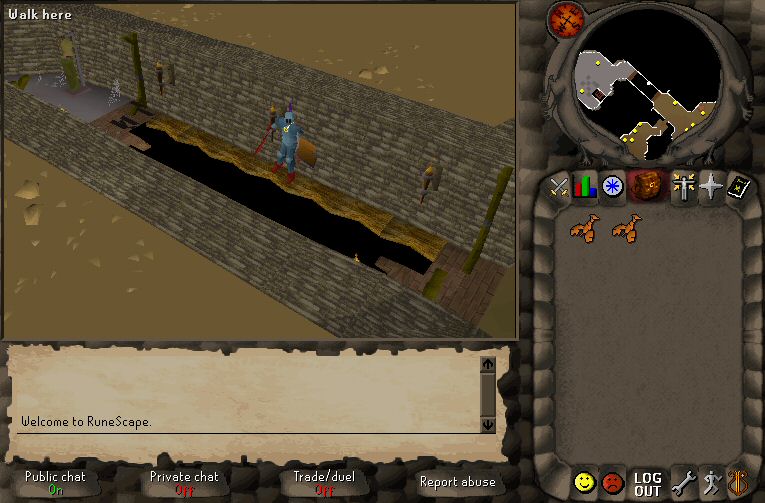 Walk here
Welcome to RuneScape.
Public chat
On
Private chat
Off
Trade/duel
Off
Report abuse
LOG
OUT